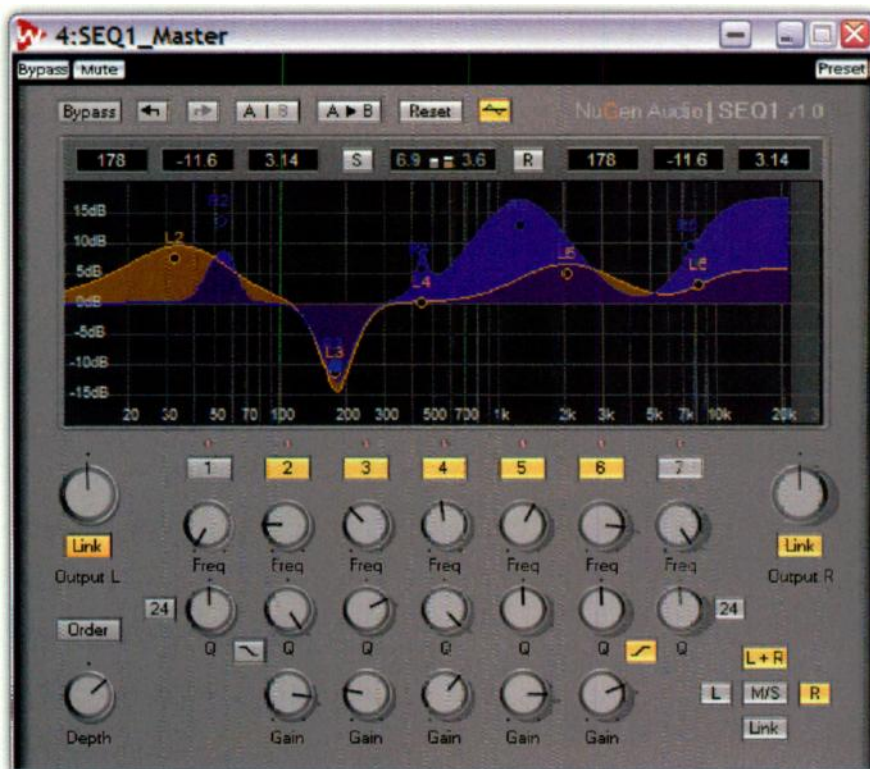 4:SEQ1_Master
Bypass Mute Preset
Bypass A | B A ► B Reset NuGen Audio | SEQ1 v1.0
178 -11.6 3.14 S 6.9 3.6 R 178 -11.6 3.14
15dB
10dB
5dB
0dB
-5dB
-10dB
-15dB
R2
L2
L3
L4
L5
L6
20 30 50 70 100 200 300 500 700 1k 2k 3k 5k 7k 10k 20k
1 2 3 4 5 6 7
Link Freq Freq Freq Freq Freq Freq Freq Link
Output L Output R
24 Q Q Q Q Q Q Q 24
Order
L + R
L M/S R
Depth Gain Gain Gain Gain Gain Link